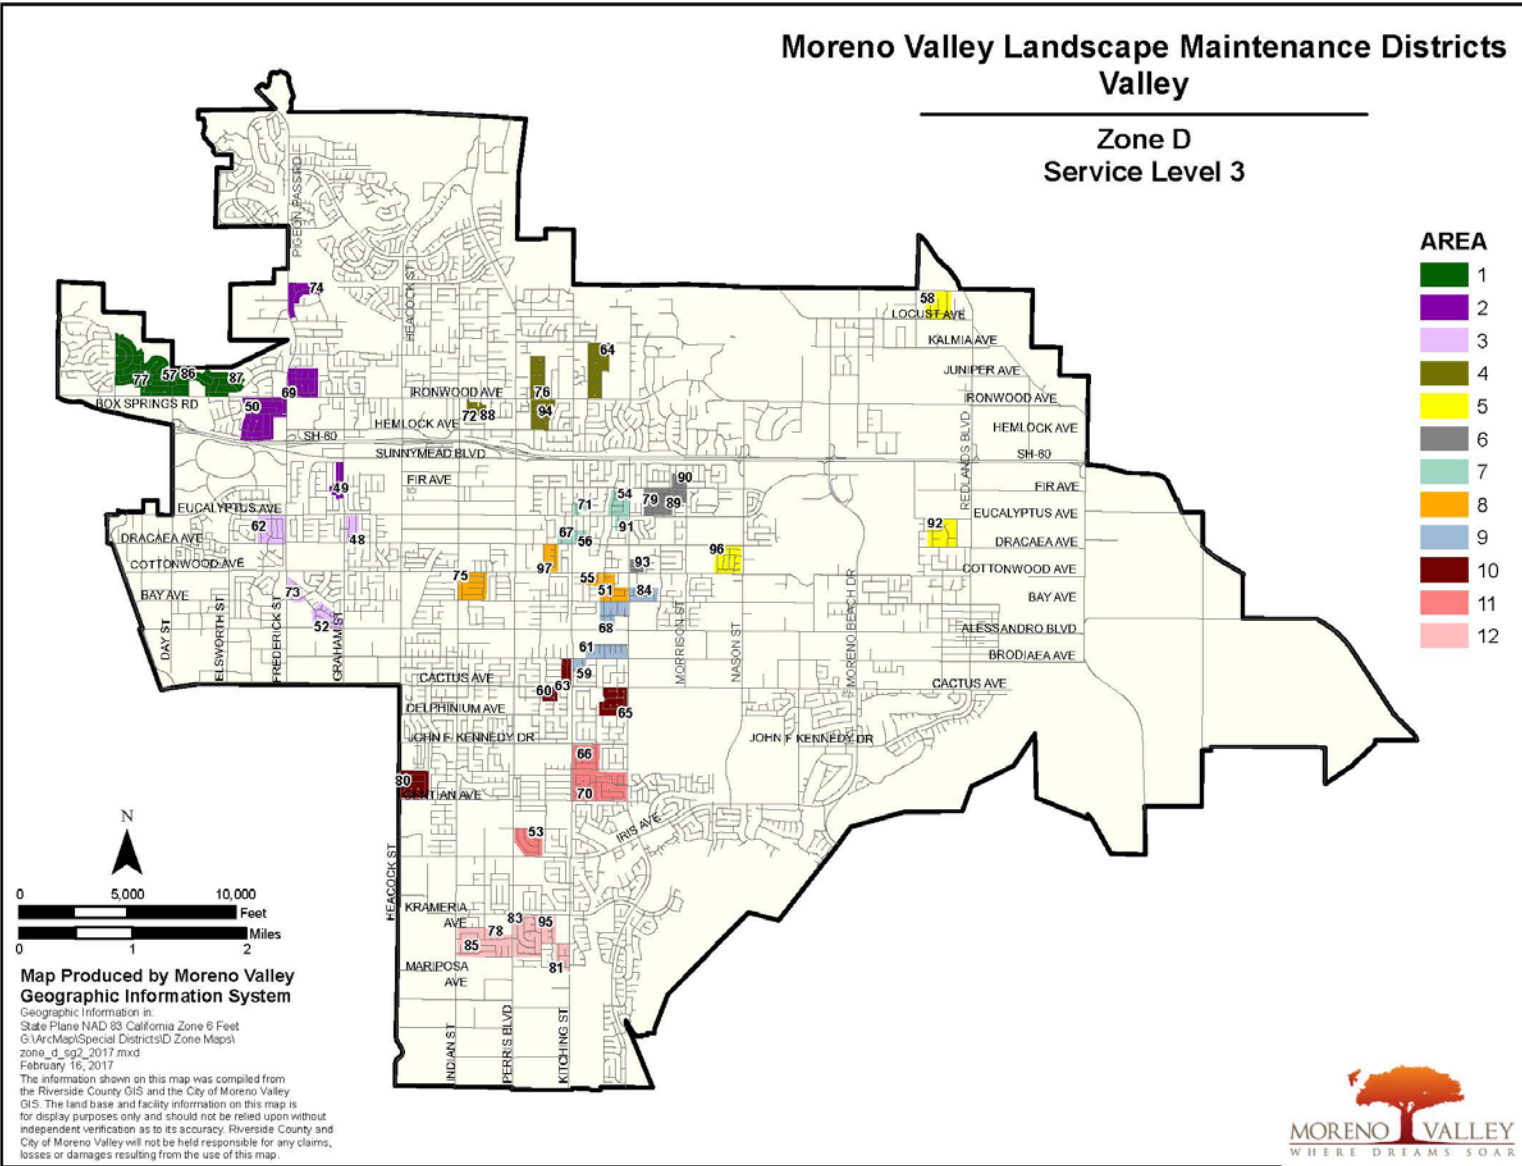 Moreno Valley Landscape Maintenance Districts
Valley
Zone D
Service Level 3
AREA
1
2
3
4
5
6
7
8
9
10
11
12
PIGEON PASS RD
HEACOCK ST
74
58
LOCUST AVE
KALMIA AVE
64
77
57
86
87
69
76
JUNIPER AVE
IRONWOOD AVE
IRONWOOD AVE
BOX SPRINGS RD
50
72
88
94
HEMLOCK AVE
HEMLOCK AVE
SH-60
SUNNYMEAD BLVD
SH-60
REDLANDS BLVD
49
FIR AVE
90
FIR AVE
54
79
89
71
EUCALYPTUS AVE
EUCALYPTUS AVE
62
48
67
56
91
92
DRACAEA AVE
DRACAEA AVE
96
COTTONWOOD AVE
97
93
COTTONWOOD AVE
75
55
73
51
84
BAY AVE
BAY AVE
52
68
ALESSANDRO BLVD
DAY ST
ELSWORTH ST
FREDERICK ST
GRAHAM ST
MORRISON ST
NASON ST
MORENO BEACH DR
61
BRODIAEA AVE
59
CACTUS AVE
63
60
CACTUS AVE
DELPHINIUM AVE
65
JOHN F KENNEDY DR
JOHN F KENNEDY DR
66
80
GENTIAN AVE
70
53
IRIS AVE
HEACOCK ST
KRAMERIA
AVE
83
95
78
85
81
MARIPOSA
AVE
INDIAN ST
PERRIS BLVD
KITCHING ST
N
0
5,000
10,000
Feet
Miles
0
1
2
Map Produced by Moreno Valley
Geographic Information System
Geographic Information in:
State Plane NAD 83 California Zone 6 Feet
G:\ArcMap\Special Districts\D Zone Maps\
zone_d_sg2_2017.mxd
February 16, 2017
The information shown on this map was compiled from
the Riverside County GIS and the City of Moreno Valley
GIS. The land base and facility information on this map is
for display purposes only and should not be relied upon without
independent verification as to its accuracy. Riverside County and
City of Moreno Valley will not be held responsible for any claims,
losses or damages resulting from the use of this map.
MORENO VALLEY
WHERE DREAMS SOAR